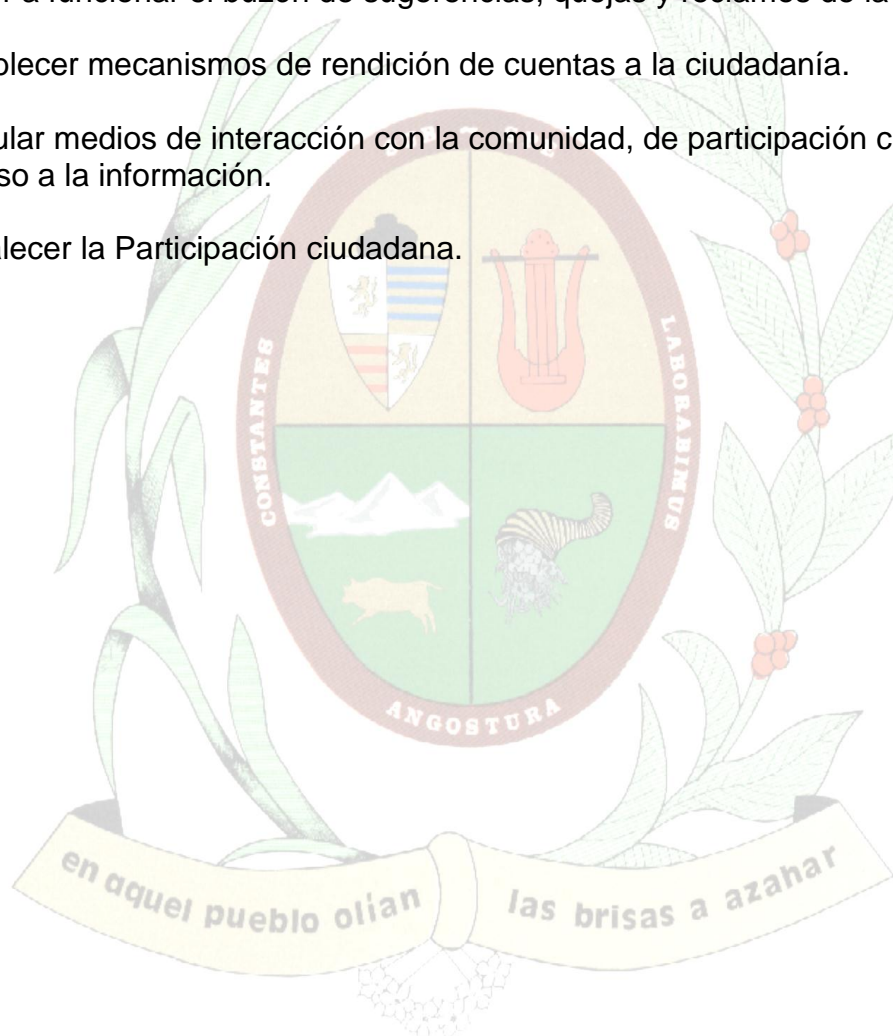 a funcionar el buzón de sugerencias, quejas y reclamos de la
olecer mecanismos de rendición de cuentas a la ciudadanía.
ular medios de interacción con la comunidad, de participación c
so a la información.
alecer la Participación ciudadana.
CONSTANTES
LABORABIMUS
ANGOSTURA
en aquel pueblo olían
las brisas a azahar